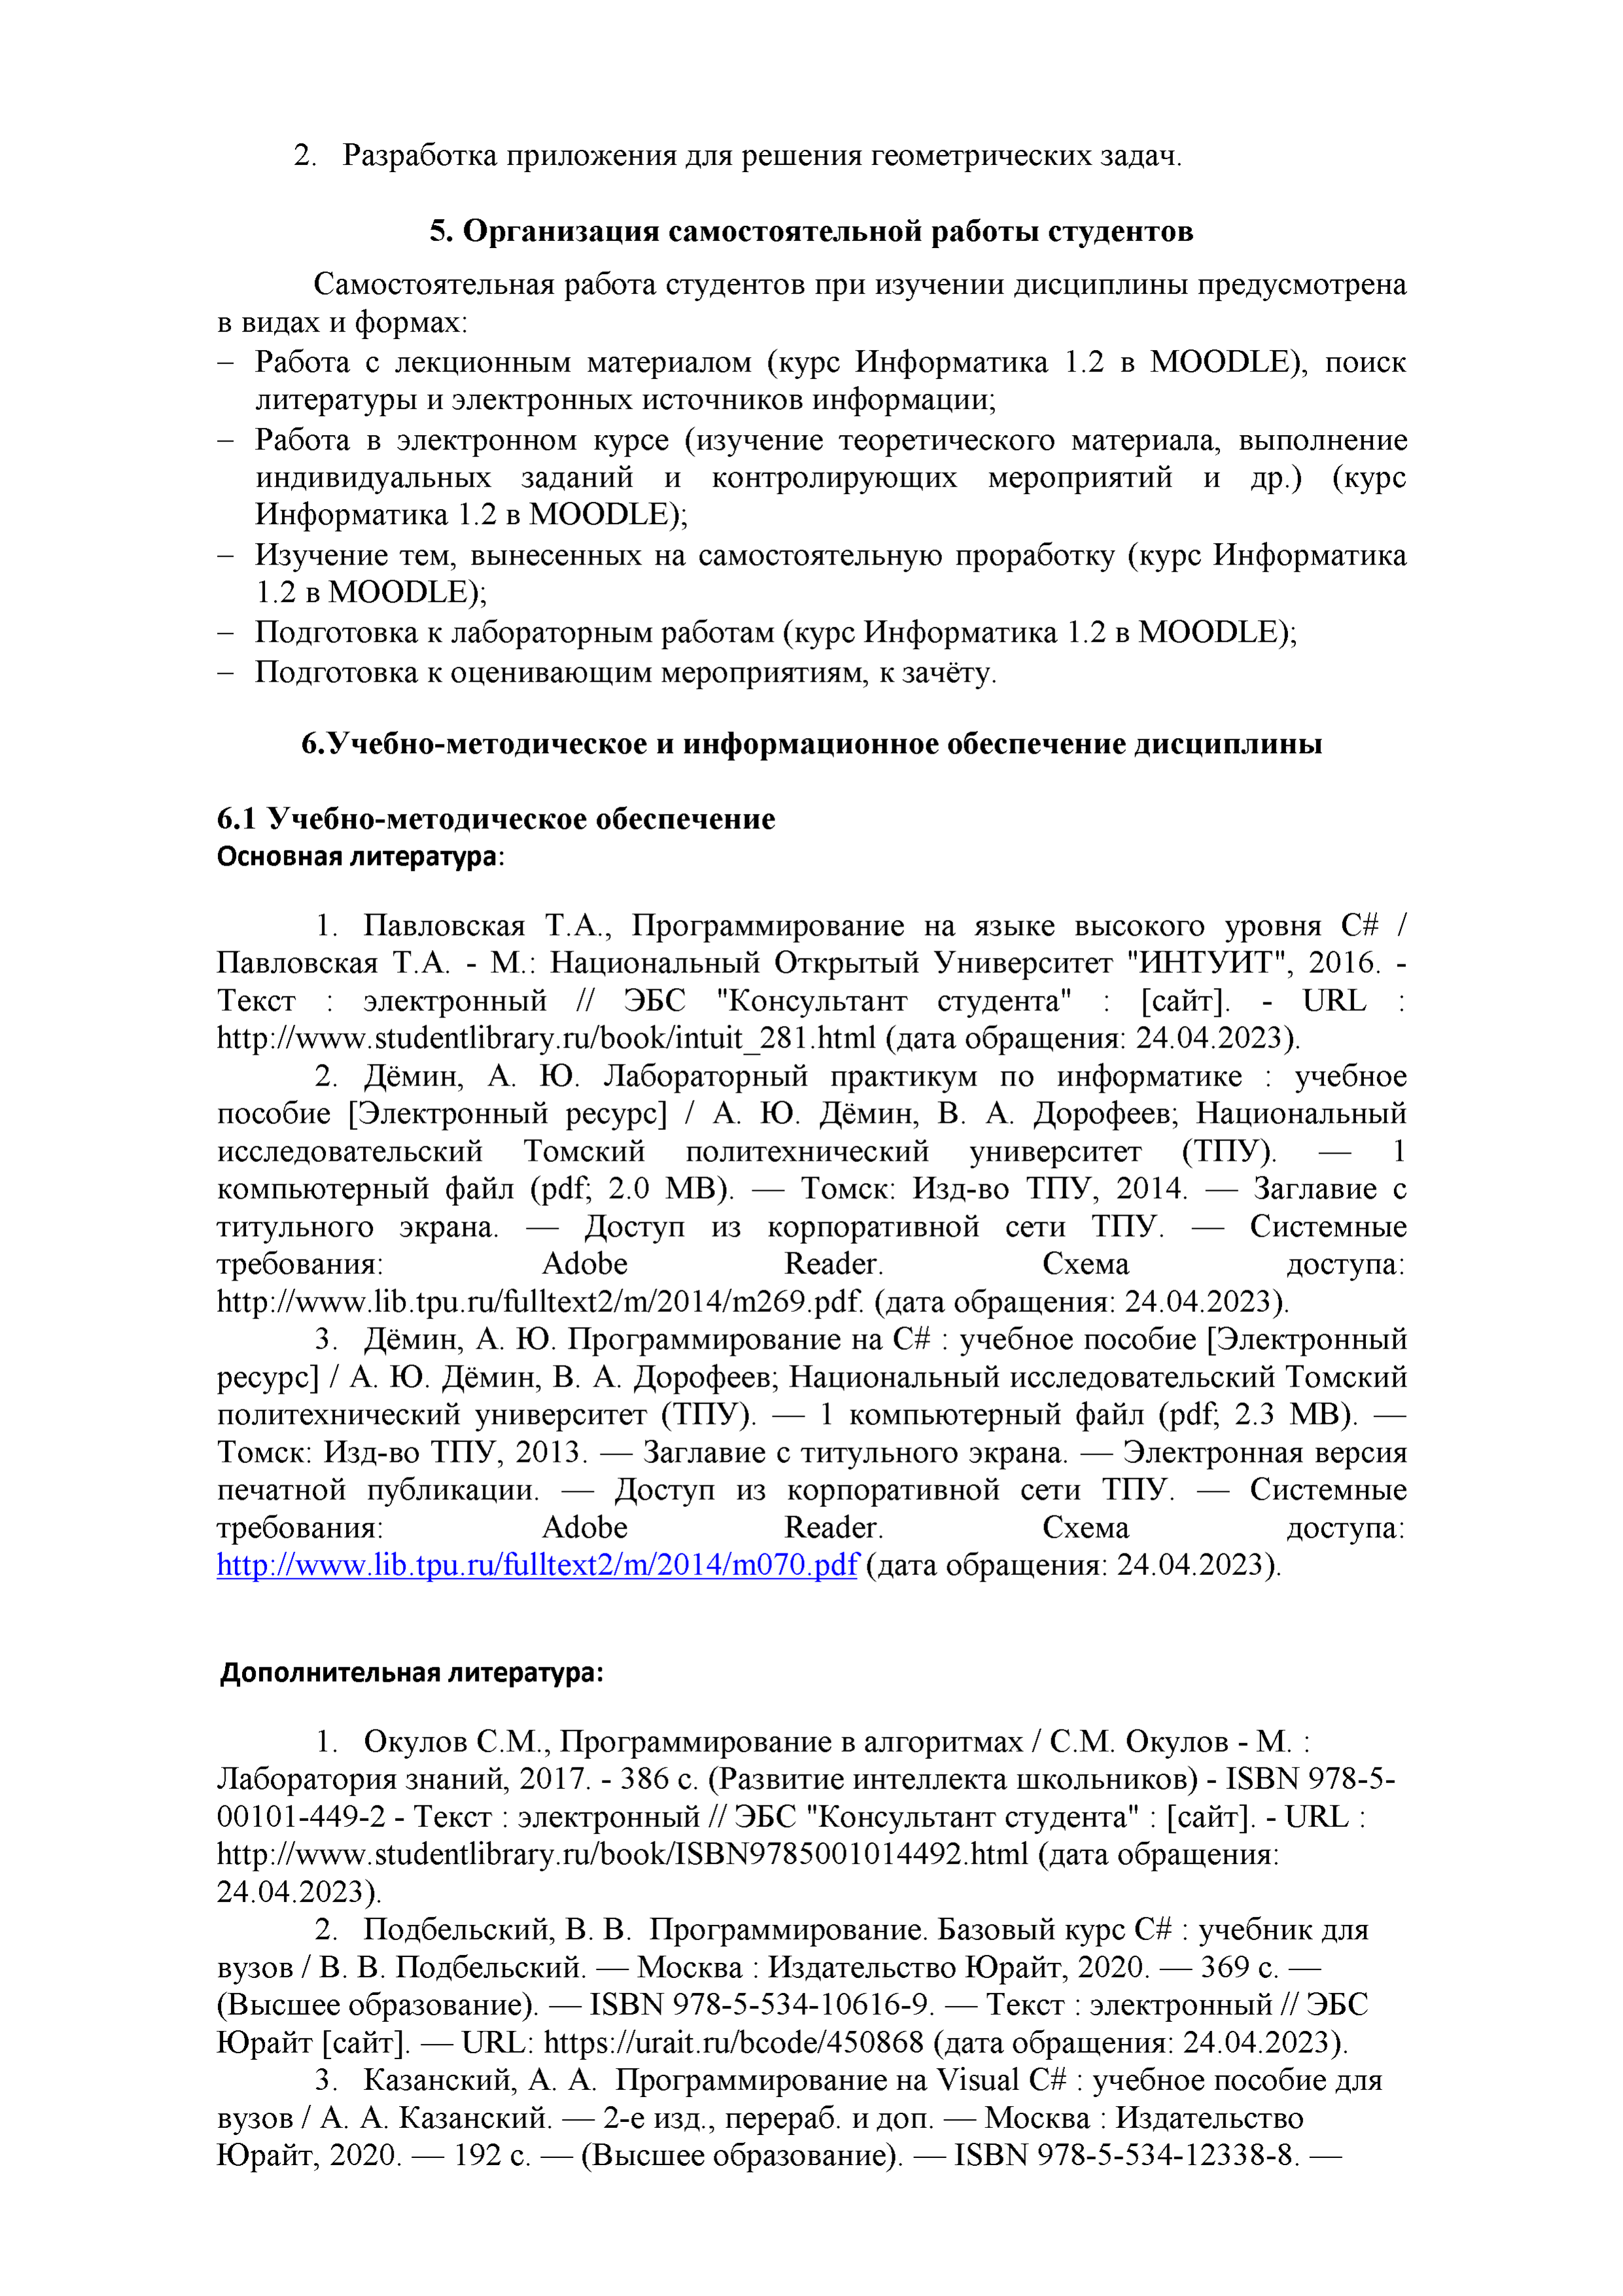 2. Разработка приложения для решения геометрических задач.
5. Организация самостоятельной работы студентов
Самостоятельная работа студентов при изучении дисциплины предусмотрена
в видах и формах:
– Работа с лекционным материалом (курс Информатика 1.2 в MOODLE), поиск
литературы и электронных источников информации;
– Работа в электронном курсе (изучение теоретического материала, выполнение
индивидуальных заданий и контролирующих мероприятий и др.) (курс
Информатика 1.2 в MOODLE);
– Изучение тем, вынесенных на самостоятельную проработку (курс Информатика
1.2 в MOODLE);
– Подготовка к лабораторным работам (курс Информатика 1.2 в MOODLE);
– Подготовка к оценивающим мероприятиям, к зачёту.
6.Учебно-методическое и информационное обеспечение дисциплины
6.1 Учебно-методическое обеспечение
Основная литература:
1. Павловская Т.А., Программирование на языке высокого уровня C# /
Павловская Т.А. - М.: Национальный Открытый Университет "ИНТУИТ", 2016. -
Текст : электронный // ЭБС "Консультант студента" : [сайт]. - URL :
http://www.studentlibrary.ru/book/intuit_281.html (дата обращения: 24.04.2023).
2. Дёмин, А. Ю. Лабораторный практикум по информатике : учебное
пособие [Электронный ресурс] / А. Ю. Дёмин, В. А. Дорофеев; Национальный
исследовательский Томский политехнический университет (ТПУ). — 1
компьютерный файл (pdf; 2.0 MB). — Томск: Изд-во ТПУ, 2014. — Заглавие с
титульного экрана. — Доступ из корпоративной сети ТПУ. — Системные
требования: Adobe Reader. Схема доступа:
http://www.lib.tpu.ru/fulltext2/m/2014/m269.pdf. (дата обращения: 24.04.2023).
3. Дёмин, А. Ю. Программирование на C# : учебное пособие [Электронный
ресурс] / А. Ю. Дёмин, В. А. Дорофеев; Национальный исследовательский Томский
политехнический университет (ТПУ). — 1 компьютерный файл (pdf; 2.3 MB). —
Томск: Изд-во ТПУ, 2013. — Заглавие с титульного экрана. — Электронная версия
печатной публикации. — Доступ из корпоративной сети ТПУ. — Системные
требования: Adobe Reader. Схема доступа:
http://www.lib.tpu.ru/fulltext2/m/2014/m070.pdf (дата обращения: 24.04.2023).
Дополнительная литература:
1. Окулов С.М., Программирование в алгоритмах / С.М. Окулов - М. :
Лаборатория знаний, 2017. - 386 с. (Развитие интеллекта школьников) - ISBN 978-5-
00101-449-2 - Текст : электронный // ЭБС "Консультант студента" : [сайт]. - URL :
http://www.studentlibrary.ru/book/ISBN9785001014492.html (дата обращения:
24.04.2023).
2. Подбельский, В. В. Программирование. Базовый курс C# : учебник для
вузов / В. В. Подбельский. — Москва : Издательство Юрайт, 2020. — 369 с. —
(Высшее образование). — ISBN 978-5-534-10616-9. — Текст : электронный // ЭБС
Юрайт [сайт]. — URL: https://urait.ru/bcode/450868 (дата обращения: 24.04.2023).
3. Казанский, А. А. Программирование на Visual C# : учебное пособие для
вузов / А. А. Казанский. — 2-е изд., перераб. и доп. — Москва : Издательство
Юрайт, 2020. — 192 с. — (Высшее образование). — ISBN 978-5-534-12338-8. —